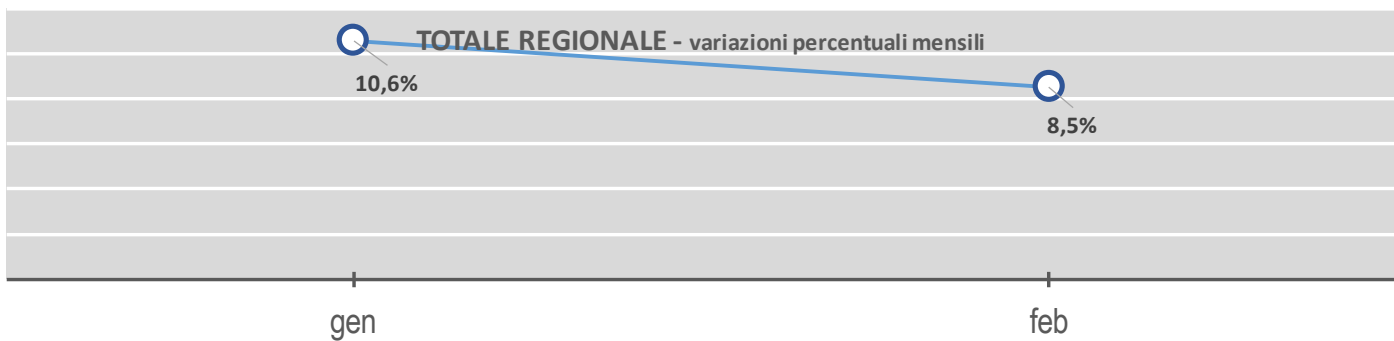 TOTALE REGIONALE - variazioni percentuali mensili
10,6%
8,5%
gen
feb